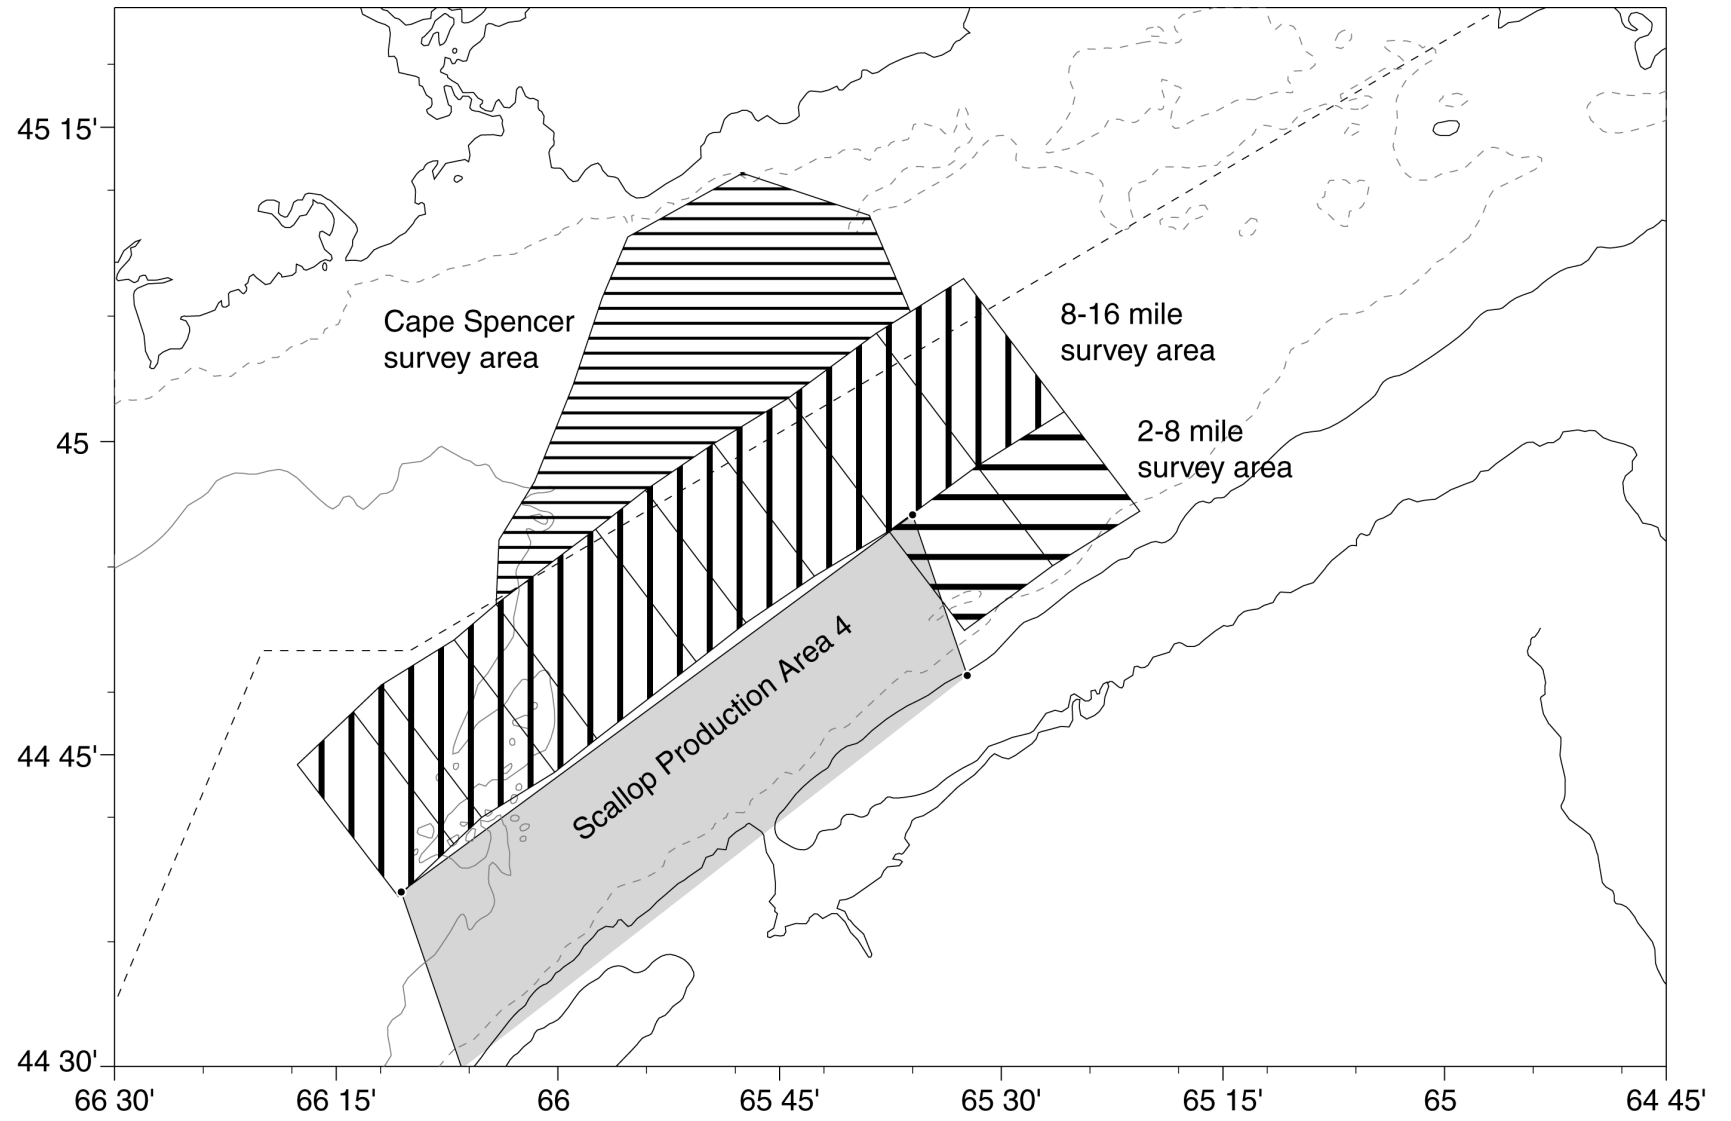 45 15'
Cape Spencer
survey area
8-16 mile
survey area
45
2-8 mile
survey area
Scallop Production Area 4
44 45'
44 30'
66 30'
66 15'
66
65 45'
65 30'
65 15'
65
64 45'